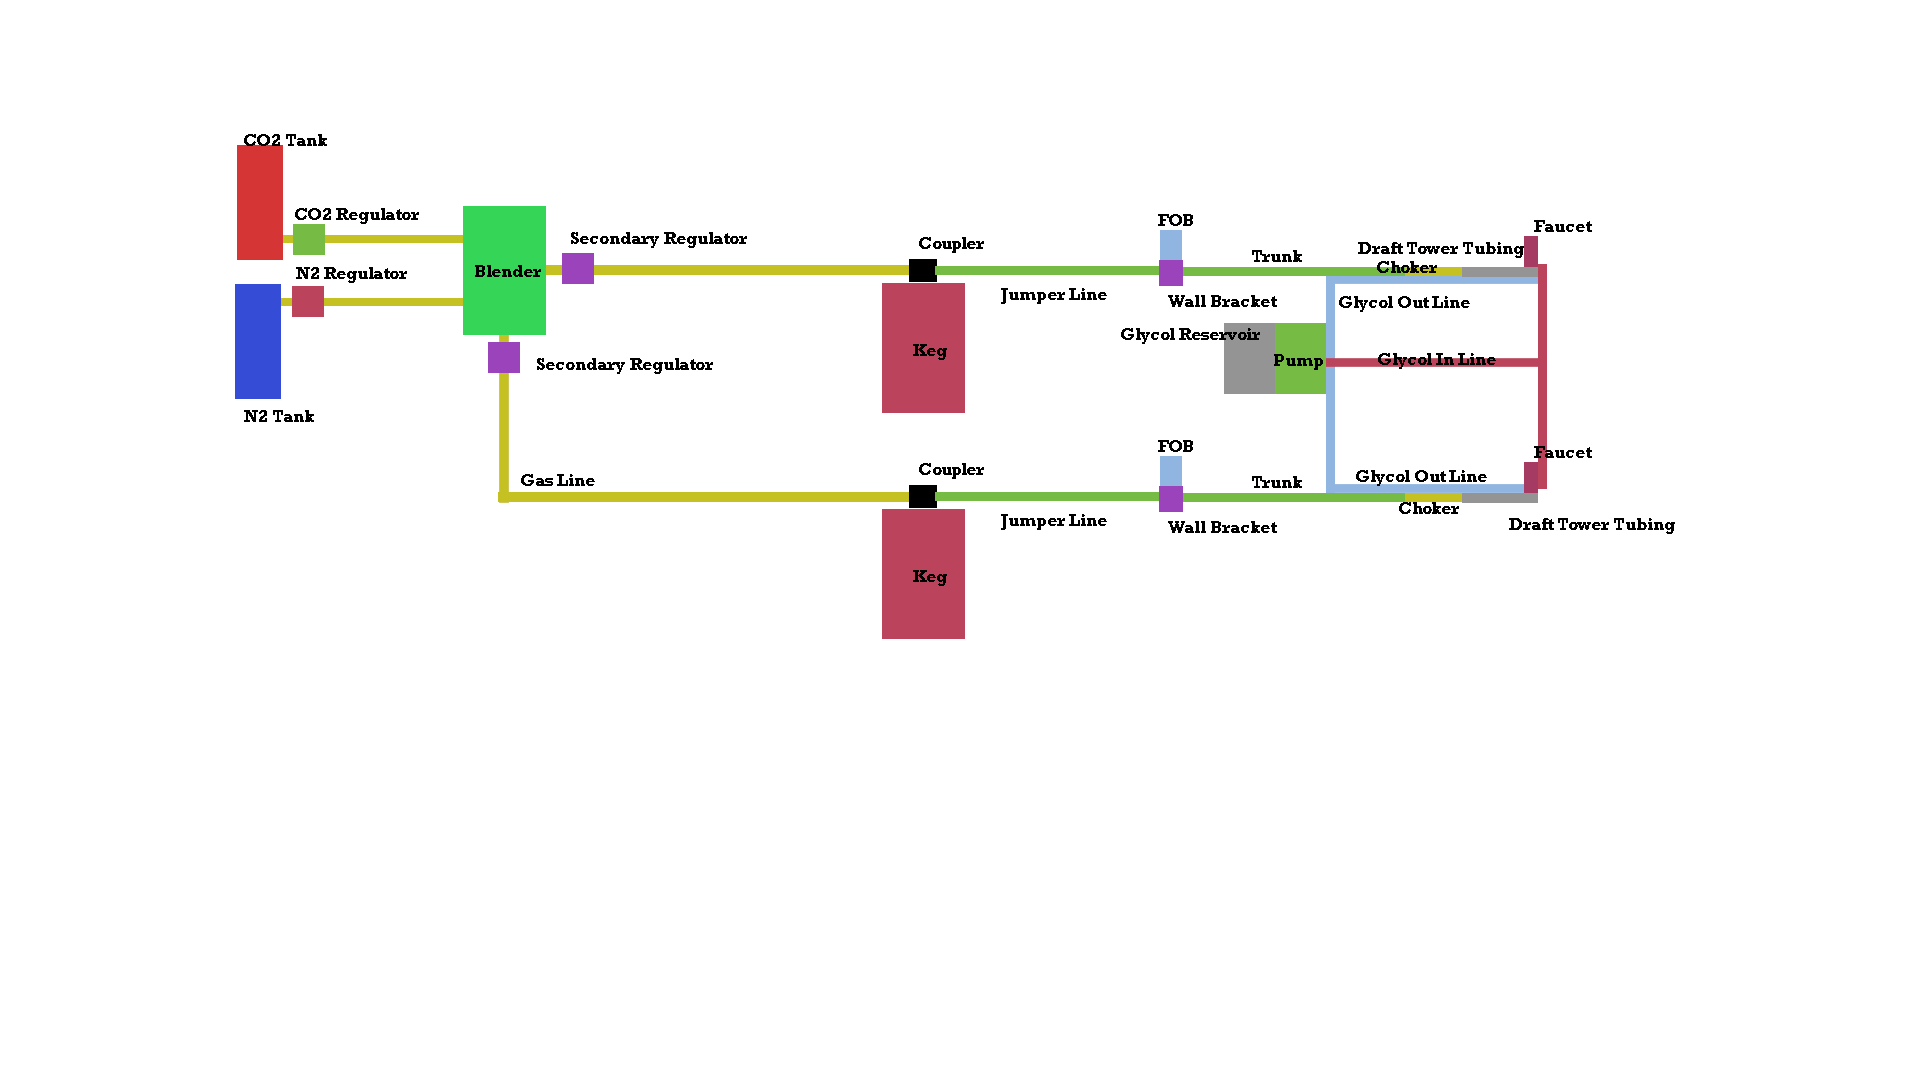 CO2 Tank
CO2 Regulator
FOB
Faucet
Secondary Regulator
Coupler
Draft Tower Tubing
Trunk
Choker
N2 Regulator
Blender
Jumper Line
Wall Bracket
Glycol Out Line
Glycol Reservoir
Keg
Pump
Glycol In Line
Secondary Regulator
N2 Tank
FOB
Faucet
Coupler
Glycol Out Line
Gas Line
Trunk
Choker
Jumper Line
Wall Bracket
Draft Tower Tubing
Keg